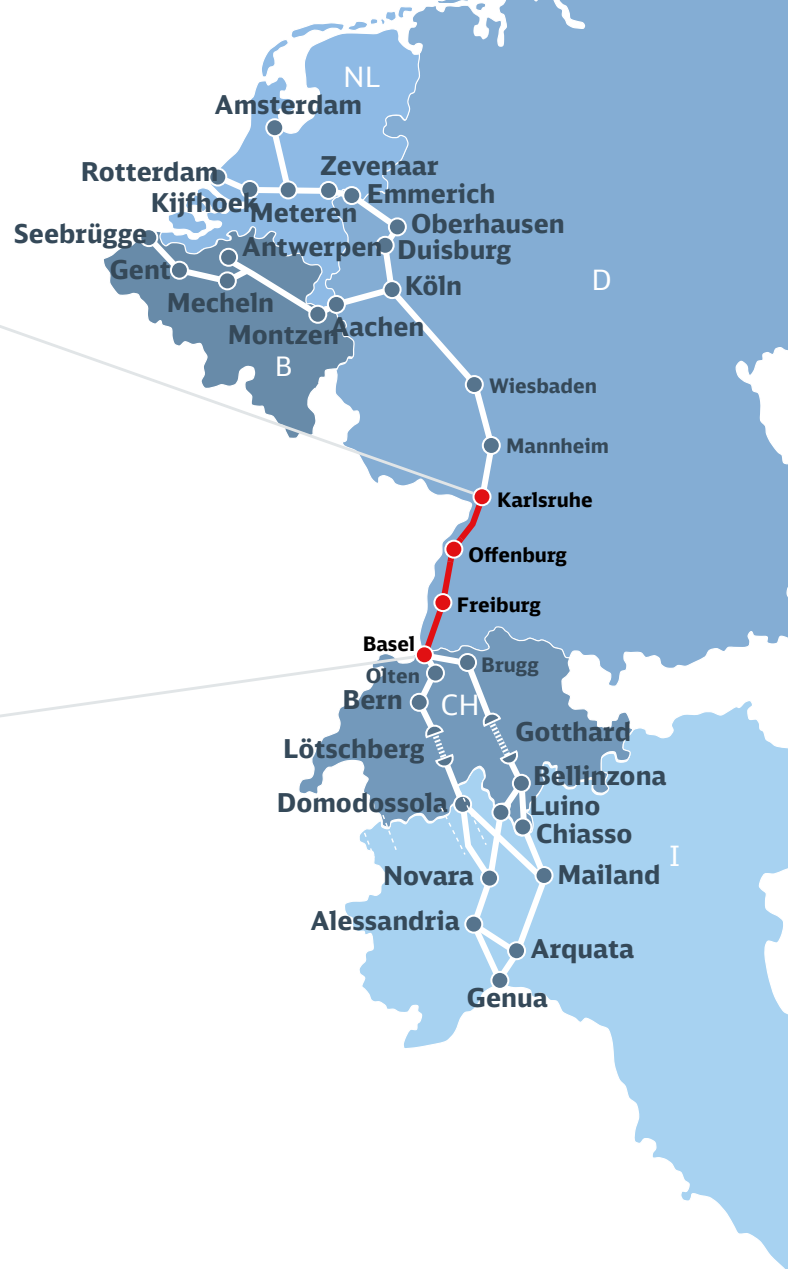 NL
Amsterdam
Zevenaar
Rotterdam
Emmerich
Kijfhoek
Meteren
Oberhausen
Seebrügge
Antwerpen
Duisburg
Gent
D
Köln
Mecheln
Aachen
Montzen
B
Wiesbaden
Mannheim
Karlsruhe
Offenburg
Freiburg
Basel
Brugg
Olten
Bern
CH
Gotthard
Lötschberg
Bellinzona
Domodossola
Luino
Chiasso
I
Novara
Mailand
Alessandria
Arquata
Genua